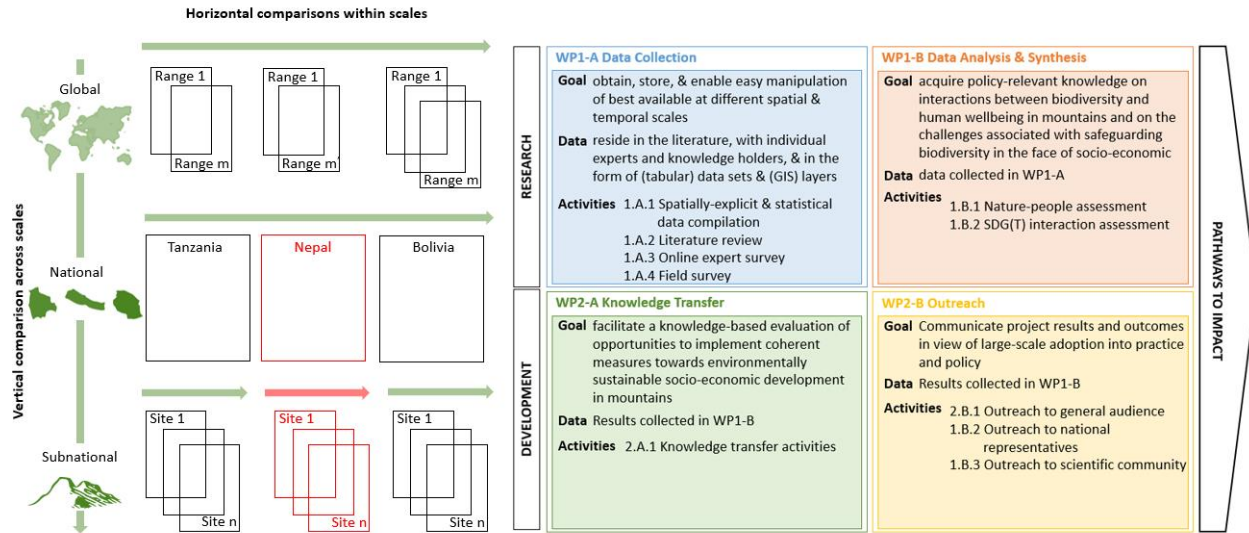 Horizontal comparisons within scales
Vertical comparison across scales
Global
Range 1
Range m
Range 1
Range m'
Range 1
Range m
National
Tanzania
Nepal
Bolivia
Subnational
Site 1
Site n
Site 1
Site n
Site 1
Site n
RESEARCH
WP1-A Data Collection
Goal obtain, store, & enable easy manipulation
of best available at different spatial &
temporal scales
Data reside in the literature, with individual
experts and knowledge holders, & in the
form of (tabular) data sets & (GIS) layers
Activities 1.A.1 Spatially-explicit & statistical
data compilation
1.A.2 Literature review
1.A.3 Online expert survey
1.A.4 Field survey
WP1-B Data Analysis & Synthesis
Goal acquire policy-relevant knowledge on
interactions between biodiversity and
human wellbeing in mountains and on the
challenges associated with safeguarding
biodiversity in the face of socio-economic
Data data collected in WP1-A
Activities
1.B.1 Nature-people assessment
1.B.2 SDG(T) interaction assessment
DEVELOPMENT
WP2-A Knowledge Transfer
Goal facilitate a knowledge-based evaluation of
opportunities to implement coherent
measures towards environmentally
sustainable socio-economic development
in mountains
Data Results collected in WP1-B
Activities 2.A.1 Knowledge transfer activities
WP2-B Outreach
Goal Communicate project results and outcomes
in view of large-scale adoption into practice
and policy
Data Results collected in WP1-B
Activities 2.B.1 Outreach to general audience
1.B.2 Outreach to national
representatives
1.B.3 Outreach to scientific community
PATHWAYS TO IMPACT